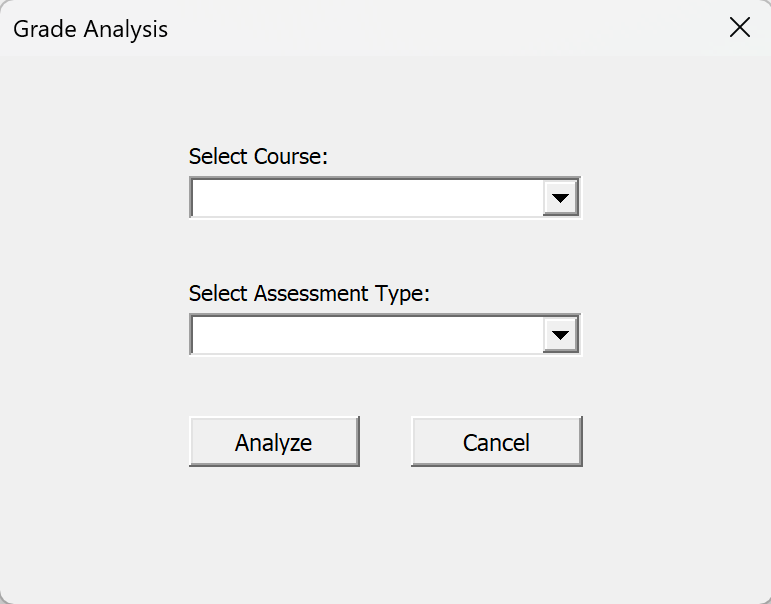 Grade Analysis
Select Course:
Select Assessment Type:
Analyze
Cancel